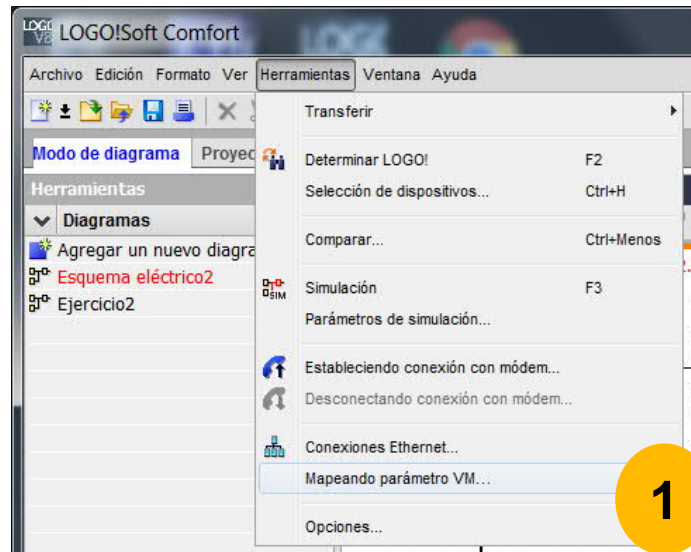 LOGO!Soft Comfort
Archivo Edición Formato Ver Herramientas Ventana Ayuda
Transferir
Modo de diagrama Proyec
Determinar LOGO! F2
Herramientas
Selección de dispositivos... Ctrl+H
Diagramas
Comparar... Ctrl+Menos
Agregar un nuevo diagra
Esquema eléctrico2
Simulación F3
Ejercicio2
Parámetros de simulación...
Estableciendo conexión con módem...
Desconectando conexión con módem...
Conexiones Ethernet...
Mapeando parámetro VM...
1
Opciones...